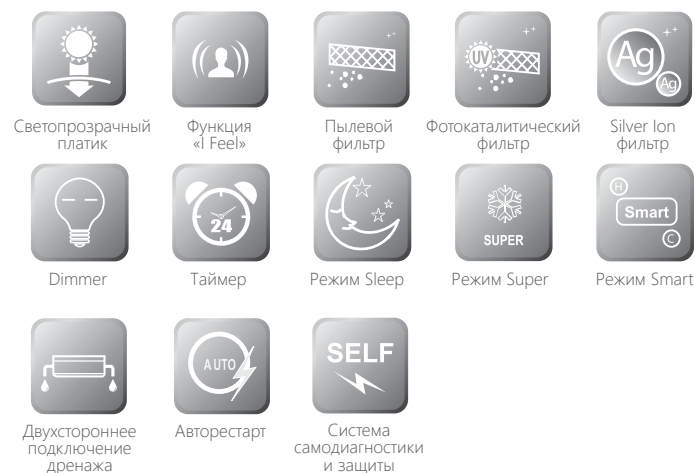 UV
Ag
Ag
Светопрозрачный
платик
Функция
«I Feel»
Пылевой
фильтр
Фотокаталитический
фильтр
Silver Ion
фильтр
24
SUPER
H
Smart
C
Dimmer
Таймер
Режим Sleep
Режим Super
Режим Smart
AUTO
SELF
Двухстороннее
подключение
дренажа
Авторестарт
Система
самодиагностики
и защиты